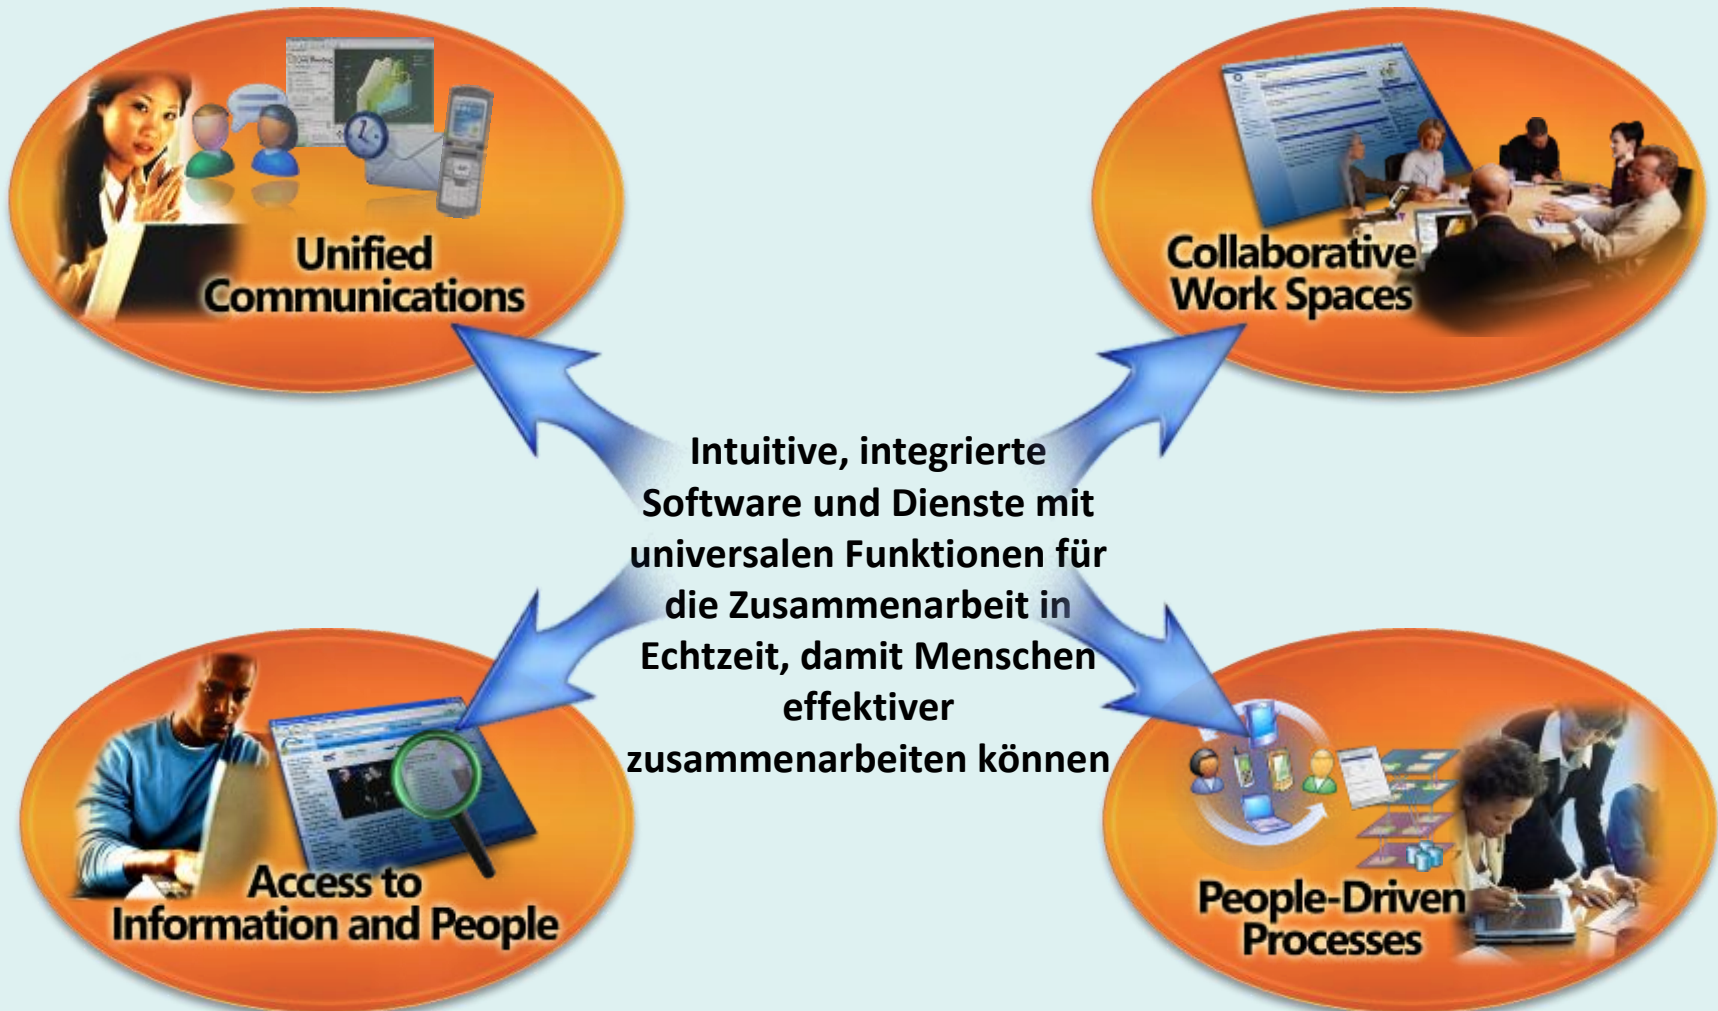 Unified
Communications
Collaborative
Work Spaces
Intuitive, integrierte
Software und Dienste mit
universalen Funktionen für
die Zusammenarbeit in
Echtzeit, damit Menschen
effektiver
zusammenarbeiten können
Access to
Information and People
People-Driven
Processes